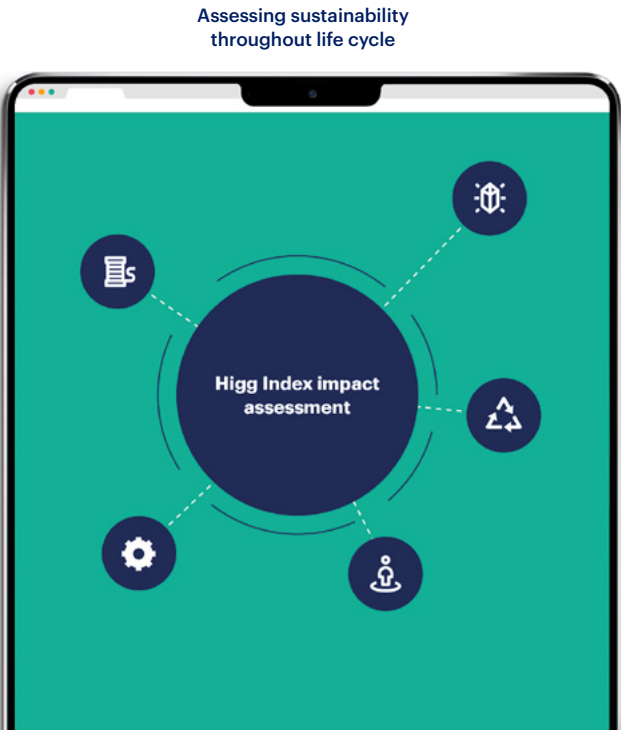 Assessing sustainability
throughout life cycle
Higg Index impact
assessment